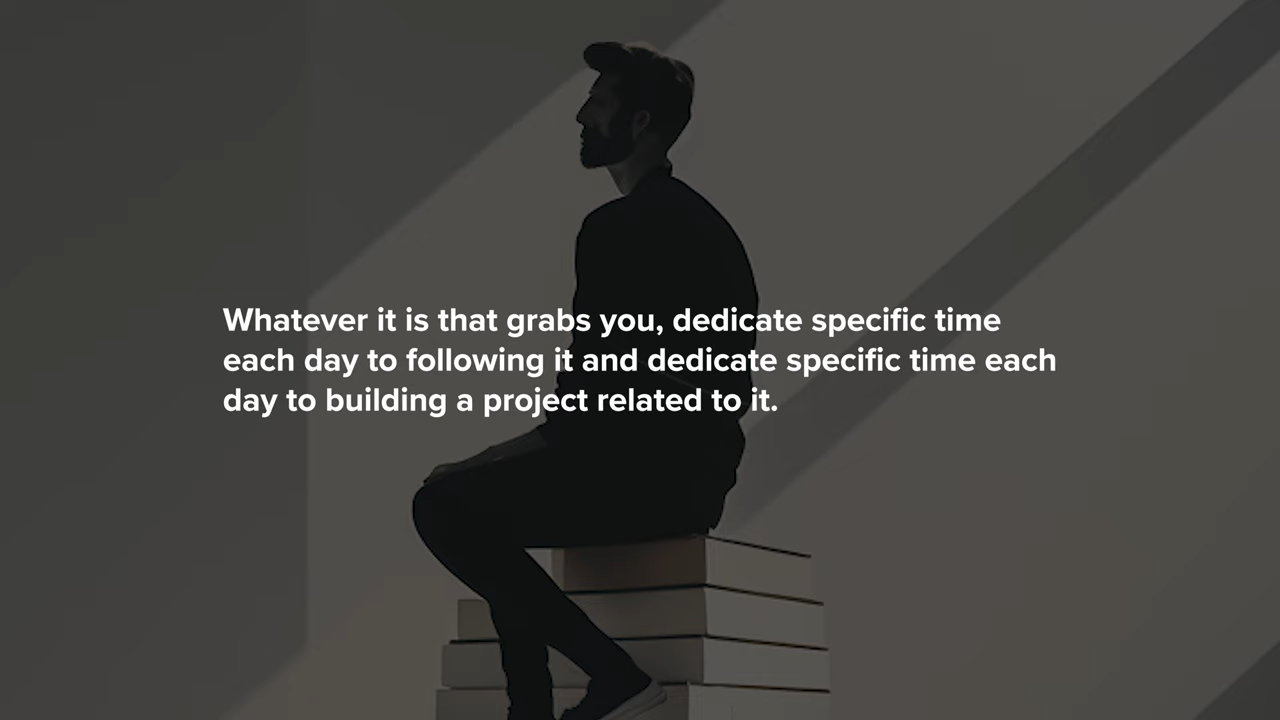 Whatever it is that grabs you, dedicate specific time
each day to following it and dedicate specific time each
day to building a project related to it.